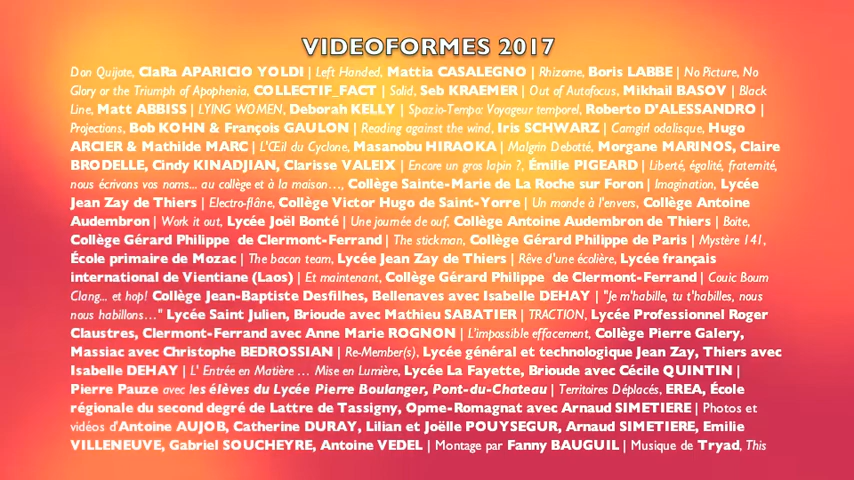 VIDEOFORMES 2017
Don Quijote, ClaRa APARICIO YOLDI | Left Handed, Mattia CASALEGNO | Rhizome, Boris LABBE | No Picture, No
Glory or the Triumph of Apophenia, COLLECTIF_FACT | Solid, Seb KRAEMER | Out of Autofocus, Mikhail BASOV | Black
Line, Matt ABBISS | LYING WOMEN, Deborah KELLY | Spazio-Tempo: Voyageur temporel, Roberto D'ALESSANDRO |
Projections, Bob KOHN & François GAULON | Reading against the wind, Iris SCHWARZ | Camgirl odalisque, Hugo
ARCIER & Mathilde MARC | L'Œil du Cyclone, Masanobu HIRAOKA | Malgrin Debotté, Morgane MARINOS, Claire
BRODELLE, Cindy KINADJIAN, Clarisse VALEIX | Encore un gros lapin ?, Émilie PIGEARD | Liberté, égalité, fraternité,
nous écrivons vos noms... au collège et à la maison…, Collège Sainte-Marie de La Roche sur Foron | Imagination, Lycée
Jean Zay de Thiers | Electro-flâne, Collège Victor Hugo de Saint-Yorre | Un monde à l'envers, Collège Antoine
Audembron | Work it out, Lycée Joël Bonté | Une journée de ouf, Collège Antoine Audembron de Thiers | Boite,
Collège Gérard Philippe de Clermont-Ferrand | The stickman, Collège Gérard Philippe de Paris | Mystère 141,
École primaire de Mozac | The bacon team, Lycée Jean Zay de Thiers | Rêve d'une écolière, Lycée français
international de Vientiane (Laos) | Et maintenant, Collège Gérard Philippe de Clermont-Ferrand | Couic Boum
Clang... et hop! Collège Jean-Baptiste Desfilhes, Bellenaves avec Isabelle DEHAY | "Je m'habille, tu t'habilles, nous
nous habillons…" Lycée Saint Julien, Brioude avec Mathieu SABATIER | TRACTION, Lycée Professionnel Roger
Claustres, Clermont-Ferrand avec Anne Marie ROGNON | L'impossible effacement, Collège Pierre Galery,
Massiac avec Christophe BEDROSSIAN | Re-Member(s), Lycée général et technologique Jean Zay, Thiers avec
Isabelle DEHAY | L' Entrée en Matière … Mise en Lumière, Lycée La Fayette, Brioude avec Cécile QUINTIN |
Pierre Pauze avec les élèves du Lycée Pierre Boulanger, Pont-du-Chateau | Territoires Déplacés, EREA, École
régionale du second degré de Lattre de Tassigny, Opme-Romagnat avec Arnaud SIMETIERE | Photos et
vidéos d'Antoine AUJOB, Catherine DURAY, Lilian et Joëlle POUYSEGUR, Arnaud SIMETIERE, Emilie
VILLENEUVE, Gabriel SOUCHEYRE, Antoine VEDEL | Montage par Fanny BAUGUIL | Musique de Tryad, This